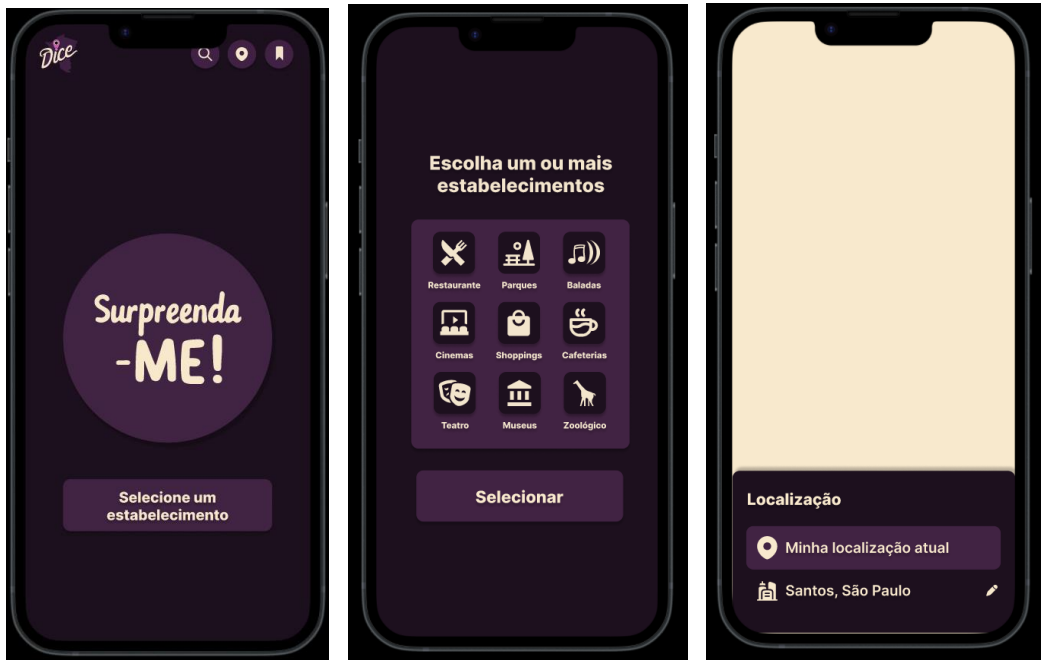 Dice
Surpreenda
-ME!
Selecione um
estabelecimento
Escolha um ou mais
estabelecimentos
Restaurante Parques Baladas
Cinemas Shoppings Cafeterias
Teatro Museus Zoológico
Selecionar
Localização
Minha localização atual
Santos, São Paulo